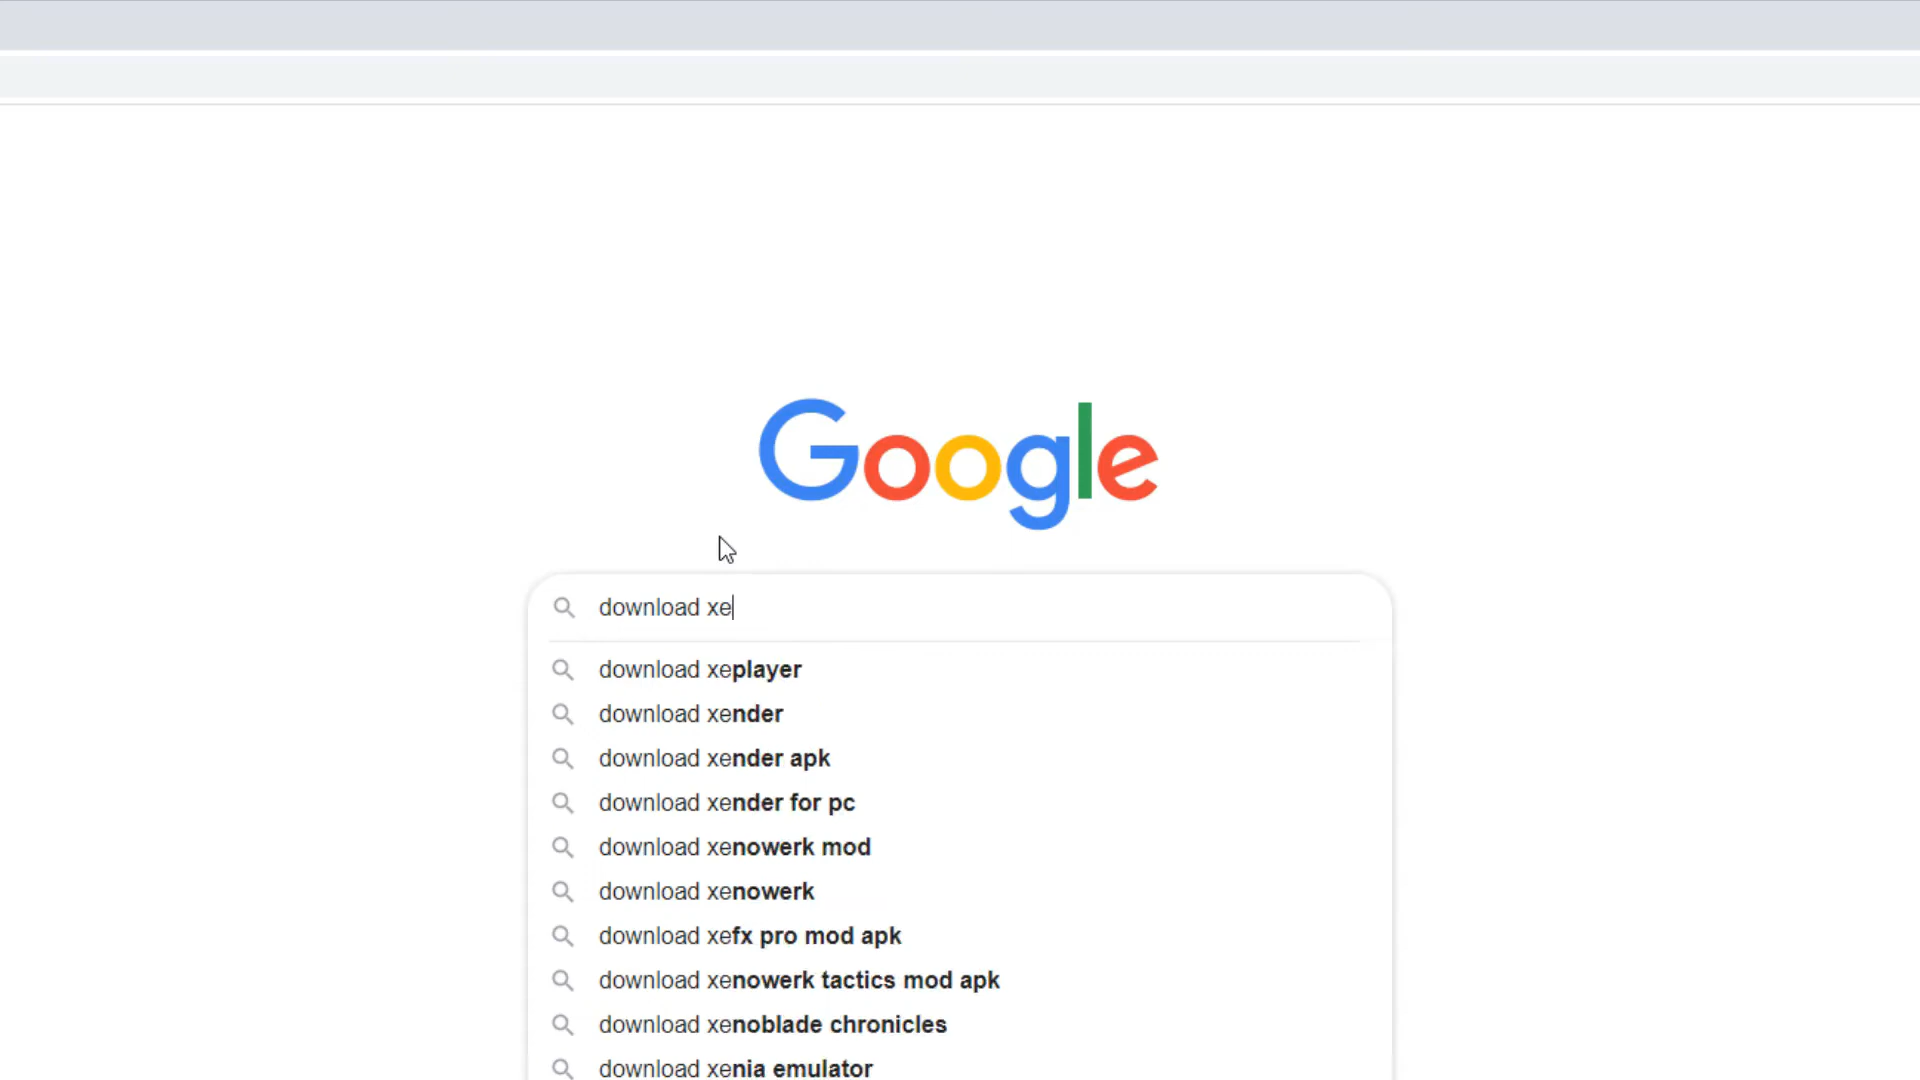 Google
download xe
download xeplayer
download xender
download xender apk
download xender for pc
download xenowerk mod
download xenowerk
download xefx pro mod apk
download xenowerk tactics mod apk
download xenoblade chronicles
download xenia emulator